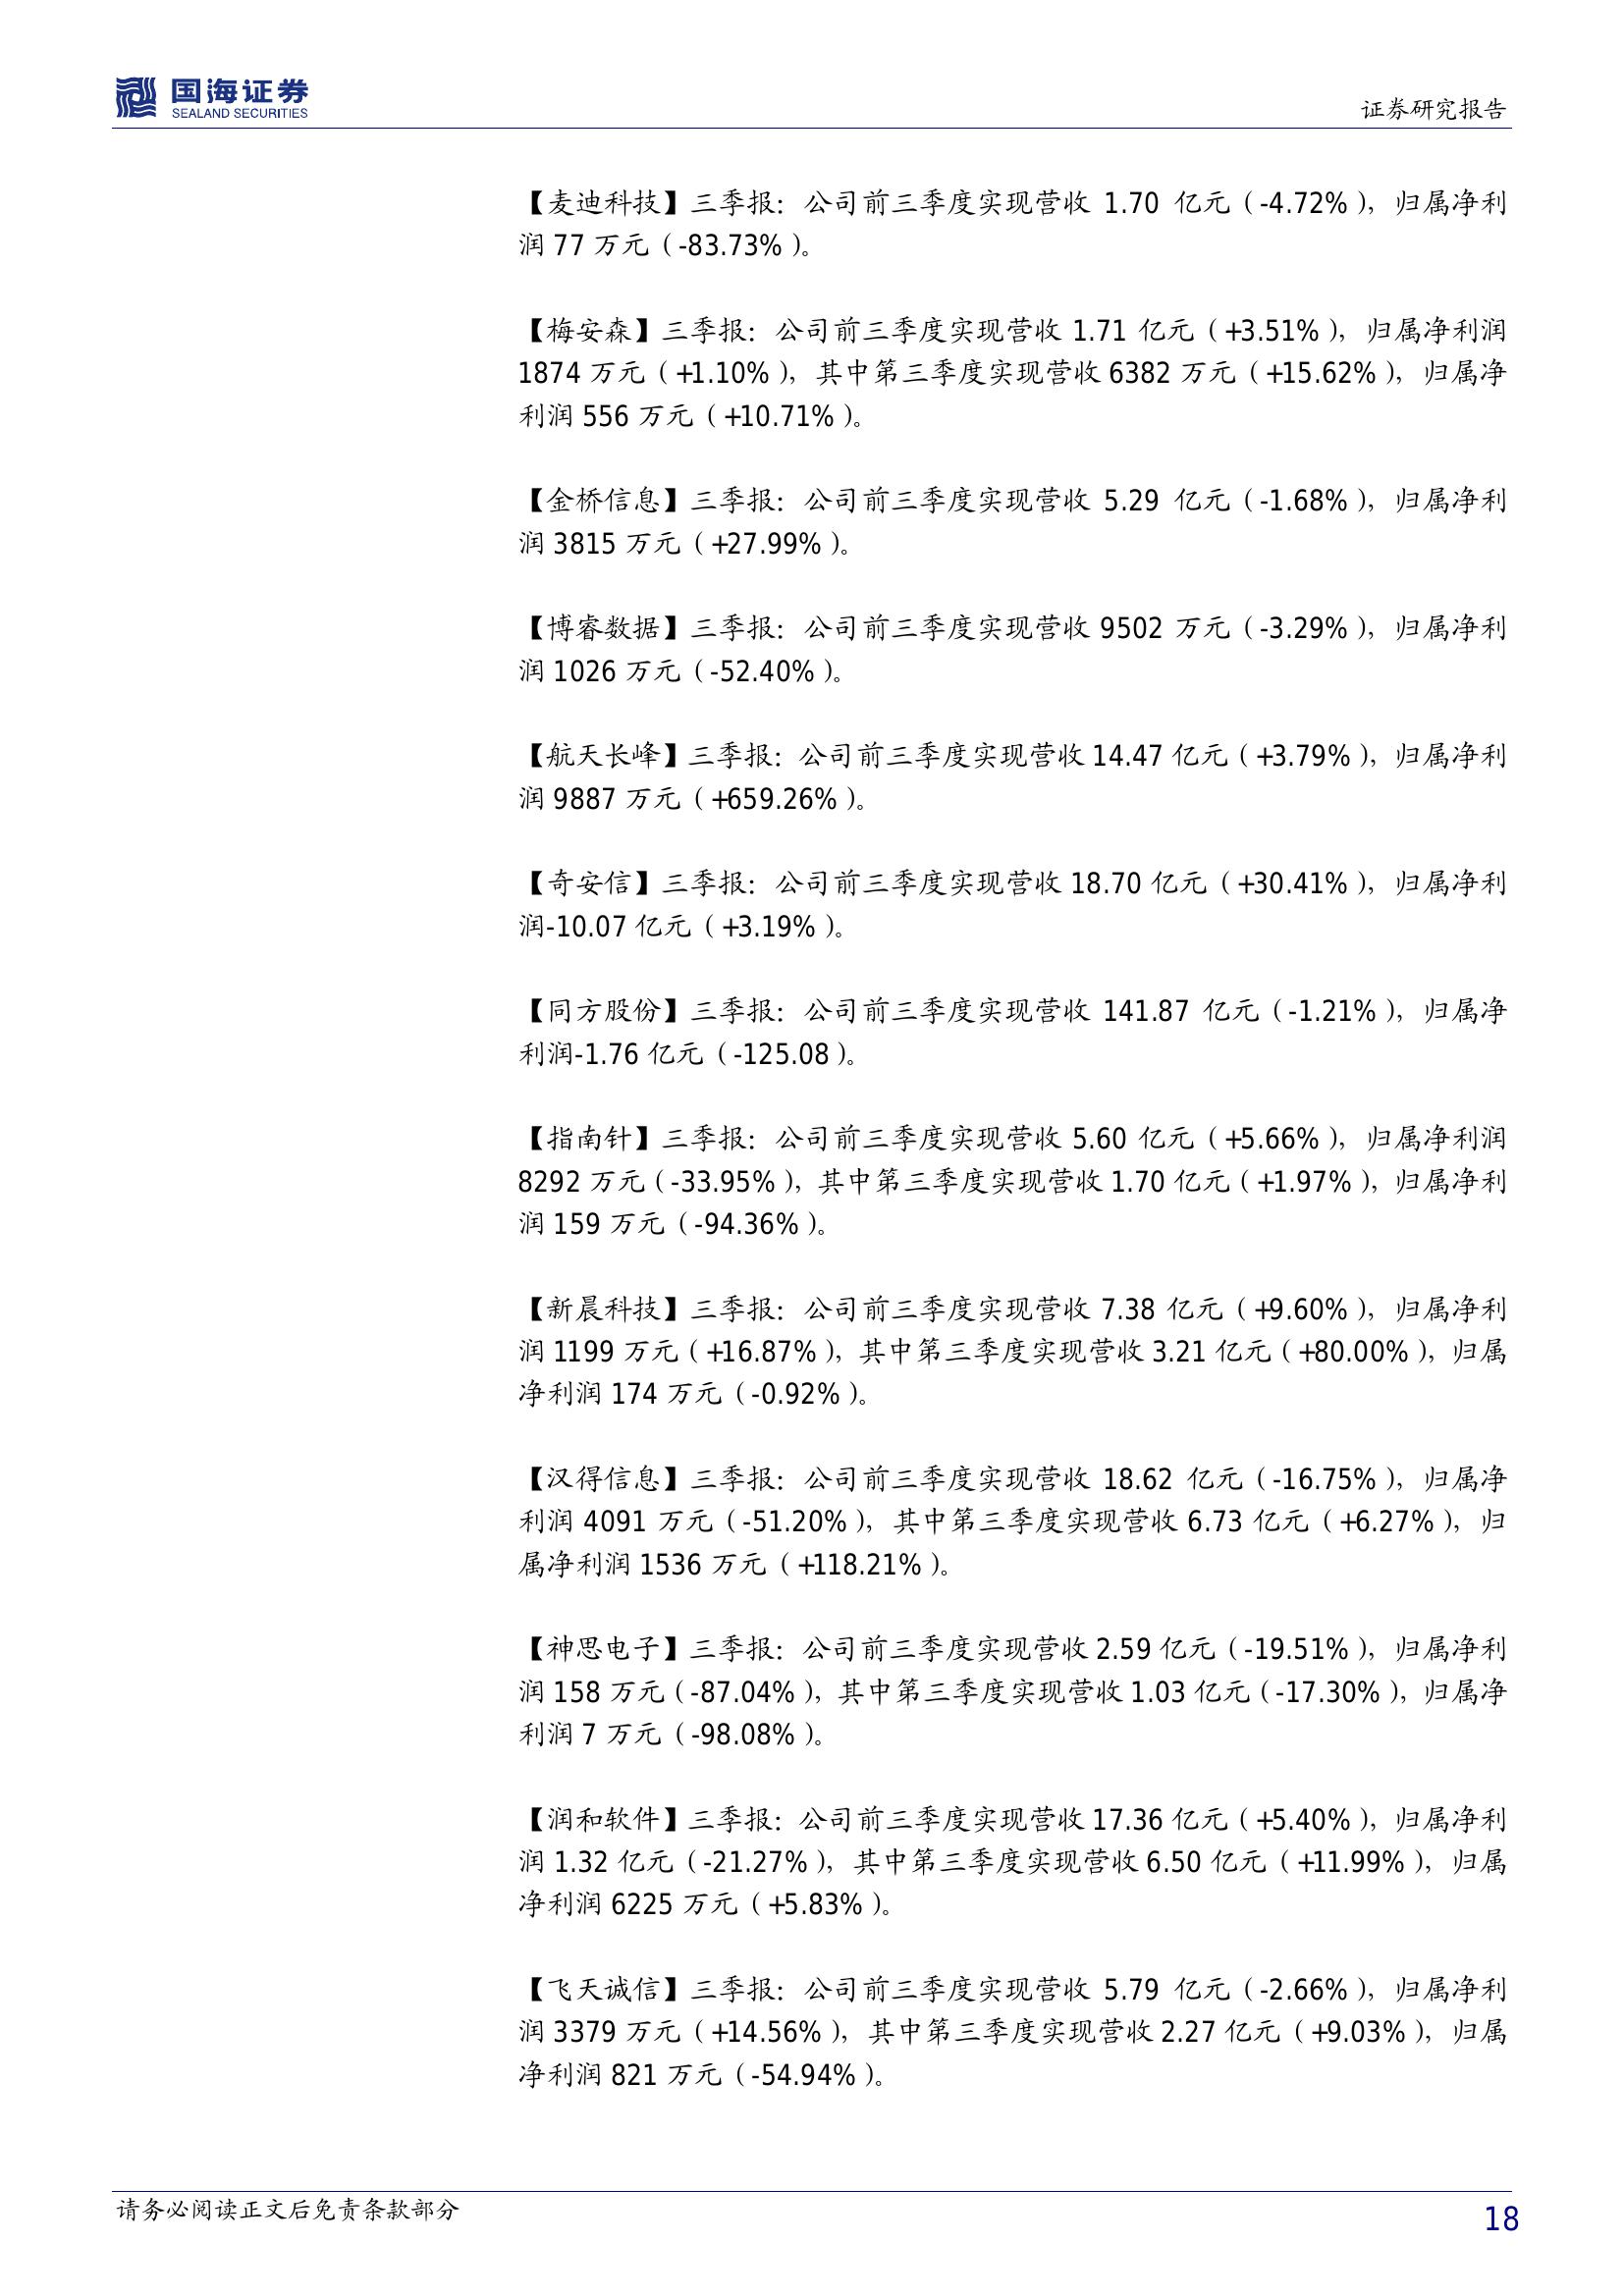 国海证券
SEALAND SECURITIES
证券研究报告
【麦迪科技】三季报：公司前三季度实现营收 1.70 亿元（-4.72%），归属净利
润 77 万元（-83.73%）。
【梅安森】三季报：公司前三季度实现营收 1.71 亿元（+3.51%），归属净利润
1874 万元（+1.10%），其中第三季度实现营收 6382 万元（+15.62%），归属净
利润 556 万元（+10.71%）。
【金桥信息】三季报：公司前三季度实现营收 5.29 亿元（-1.68%），归属净利
润 3815 万元（+27.99%）。
【博睿数据】三季报：公司前三季度实现营收 9502 万元（-3.29%），归属净利
润 1026 万元（-52.40%）。
【航天长峰】三季报：公司前三季度实现营收 14.47 亿元（+3.79%），归属净利
润 9887 万元（+659.26%）。
【奇安信】三季报：公司前三季度实现营收 18.70 亿元（+30.41%），归属净利
润-10.07 亿元（+3.19%）。
【同方股份】三季报：公司前三季度实现营收 141.87 亿元（-1.21%），归属净
利润-1.76 亿元（-125.08）。
【指南针】三季报：公司前三季度实现营收 5.60 亿元（+5.66%），归属净利润
8292 万元（-33.95%），其中第三季度实现营收 1.70 亿元（+1.97%），归属净利
润 159 万元（-94.36%）。
【新晨科技】三季报：公司前三季度实现营收 7.38 亿元（+9.60%），归属净利
润 1199 万元（+16.87%），其中第三季度实现营收 3.21 亿元（+80.00%），归属
净利润 174 万元（-0.92%）。
【汉得信息】三季报：公司前三季度实现营收 18.62 亿元（-16.75%），归属净
利润 4091 万元（-51.20%），其中第三季度实现营收 6.73 亿元（+6.27%），归
属净利润 1536 万元（+118.21%）。
【神思电子】三季报：公司前三季度实现营收 2.59 亿元（-19.51%），归属净利
润 158 万元（-87.04%），其中第三季度实现营收 1.03 亿元（-17.30%），归属净
利润 7 万元（-98.08%）。
【润和软件】三季报：公司前三季度实现营收 17.36 亿元（+5.40%），归属净利
润 1.32 亿元（-21.27%），其中第三季度实现营收 6.50 亿元（+11.99%），归属
净利润 6225 万元（+5.83%）。
【飞天诚信】三季报：公司前三季度实现营收 5.79 亿元（-2.66%），归属净利
润 3379 万元（+14.56%），其中第三季度实现营收 2.27 亿元（+9.03%），归属
净利润 821 万元（-54.94%）。
请务必阅读正文后免责条款部分
18